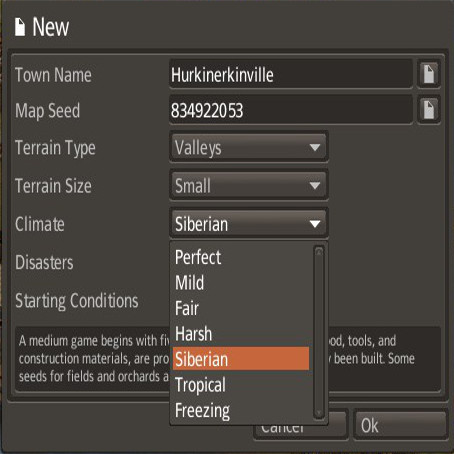 New
Town Name
Hurkinerkinville
Map Seed
834922053
Terrain Type
Valleys
Terrain Size
Small
Climate
Siberian
Disasters
Starting Conditions
Perfect
Mild
Fair
Harsh
Siberian
Tropical
Freezing
A medium game begins with ood, tools, and
construction materials, are pro y been built. Some
seeds for fields and orchards a
Cancel
Ok